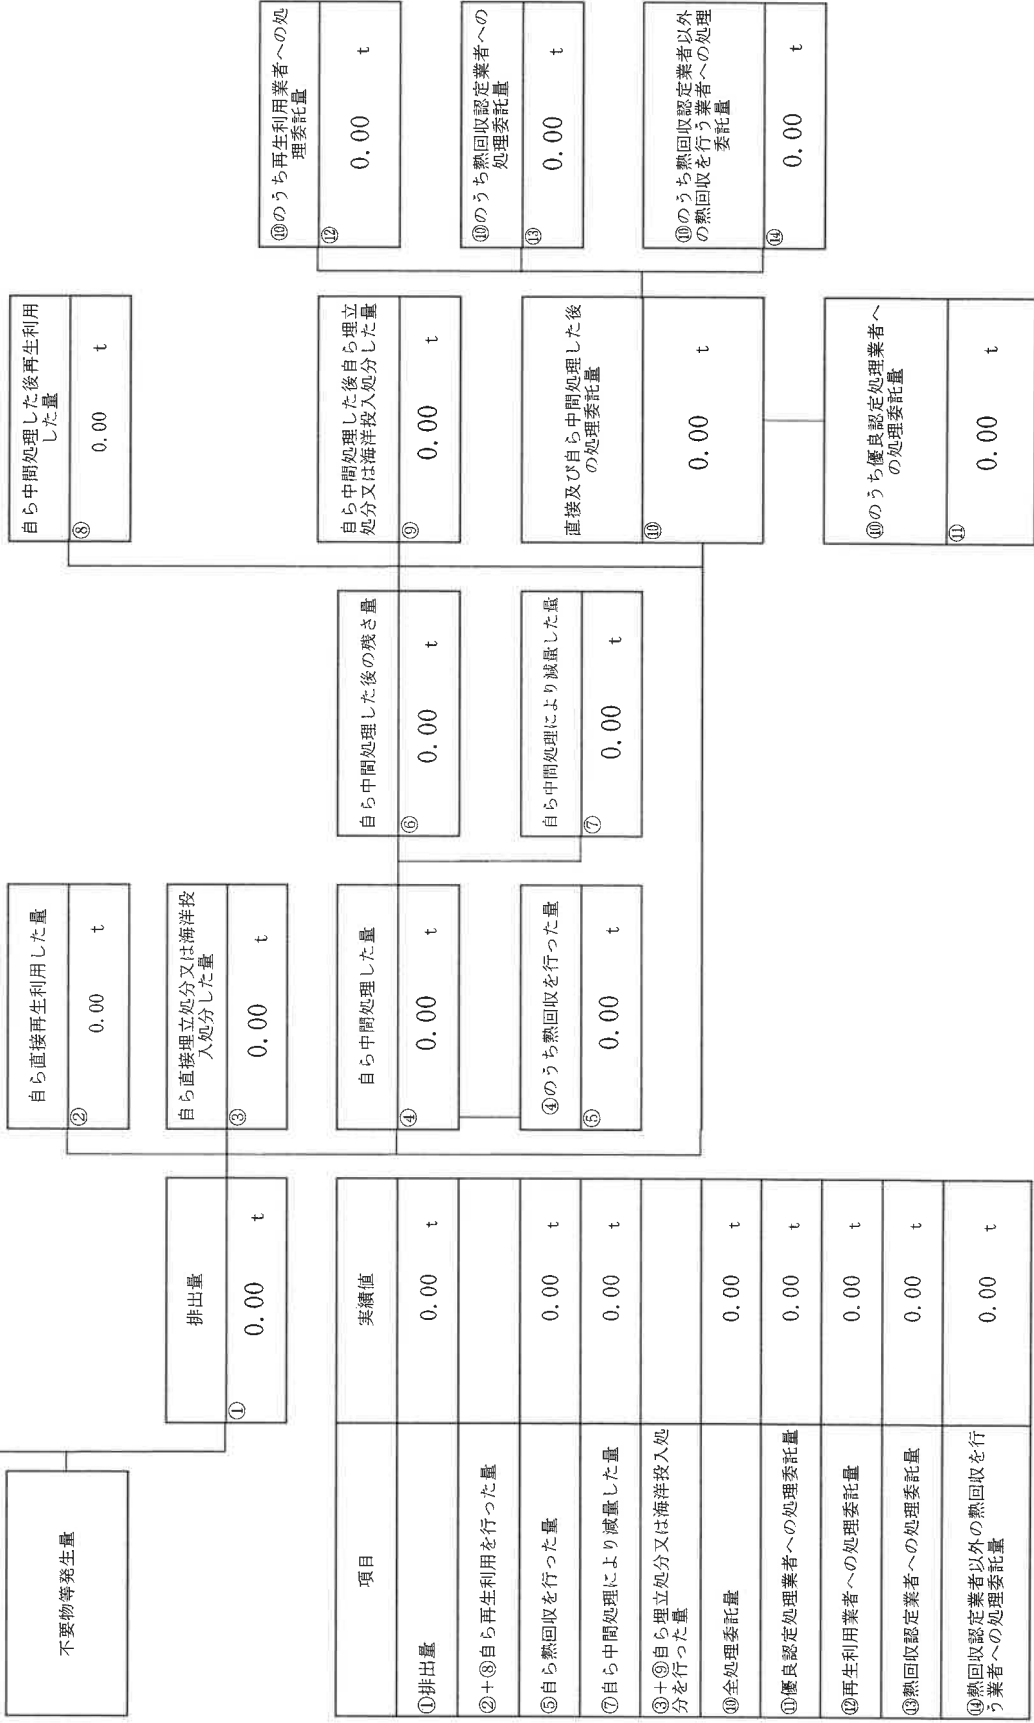 不要物等発生量
排出量
①
0.00 t
自ら直接再生利用した量
②
0.00 t
自ら直接埋立処分又は海洋投
入処分した量
③
0.00 t
自ら中間処理した量
④
0.00 t
④のうち熱回収を行った量
⑤
0.00 t
自ら中間処理した後の残さ量
⑥
0.00 t
自ら中間処理により減量した量
⑦
0.00 t
自ら中間処理した後再生利用
した量
⑧
0.00 t
自ら中間処理した後自ら埋立
処分又は海洋投入処分した量
⑨
0.00 t
直接及び自ら中間処理した後
の処理委託量
⑩
0.00 t
⑩のうち優良認定処理業者へ
の処理委託量
⑪
0.00 t
⑩のうち再生利用業者への処
理委託量
⑫
0.00 t
⑩のうち熱回収認定業者への
処理委託量
⑬
0.00 t
⑩のうち熱回収認定業者以外
の熱回収を行う業者への処理
委託量
⑭
0.00 t
項目 実績値
①排出量 0.00 t
②+⑧自ら再生利用を行った量
⑤自ら熱回収を行った量 0.00 t
⑦自ら中間処理により減量した量 0.00 t
③+⑨自ら埋立処分又は海洋投入処
分を行った量
⑩全処理委託量 0.00 t
⑪優良認定処理業者への処理委託量 0.00 t
⑫再生利用業者への処理委託量 0.00 t
⑬熱回収認定業者への処理委託量 0.00 t
⑭熱回収認定業者以外の熱回収を行
う業者への処理委託量 0.00 t